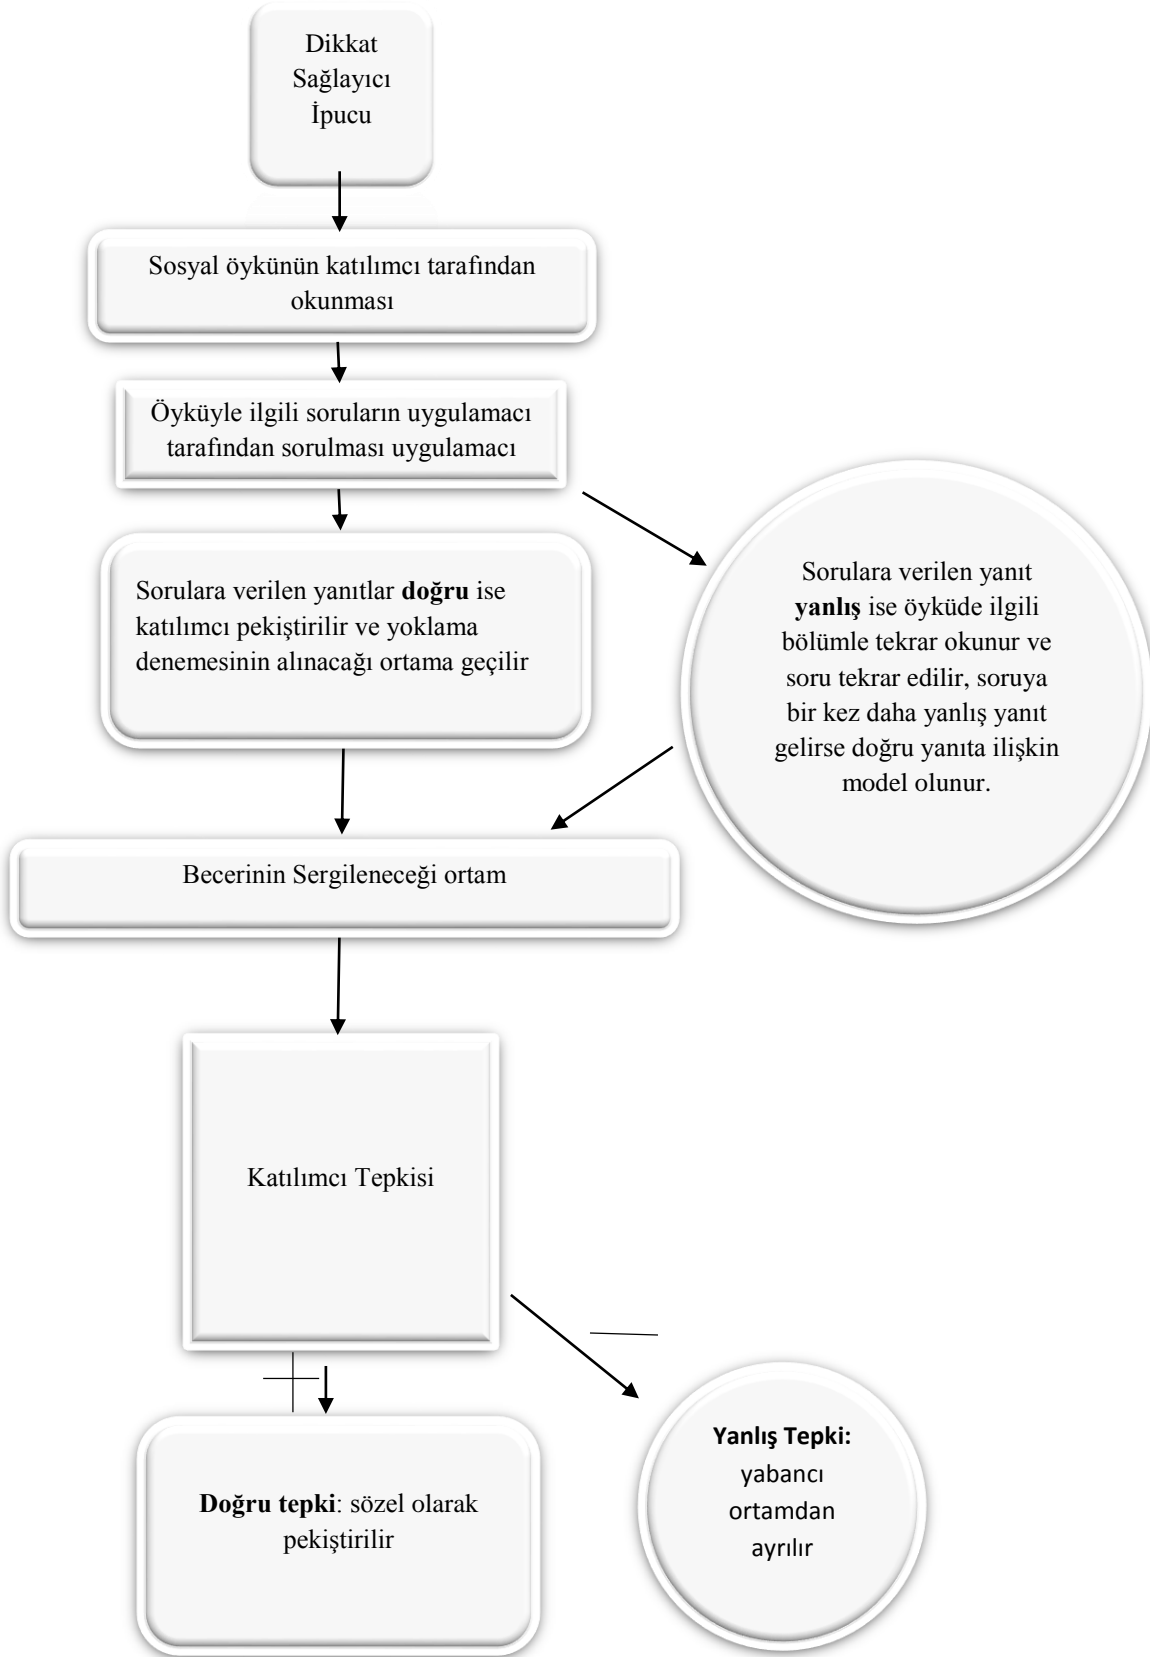 Dikkat
Sağlayıcı
İpucu
Sosyal öykünün katılımcı tarafından
okunması
Öyküyle ilgili soruların uygulamacı
tarafından sorulması uygulamacı
Sorulara verilen yanıtlar doğru ise
katılımcı pekiştirilir ve yoklama
denemesinin alınacağı ortama geçilir
Sorulara verilen yanıt
yanlış ise öyküde ilgili
bölümle tekrar okunur ve
soru tekrar edilir, soruya
bir kez daha yanlış yanıt
gelirse doğru yanıta ilişkin
model olunur.
Becerinin Sergileneceği ortam
Katılımcı Tepkisi
Doğru tepki: sözel olarak
pekiştirilir
Yanlış Tepki:
yabancı
ortamdan
ayrılır